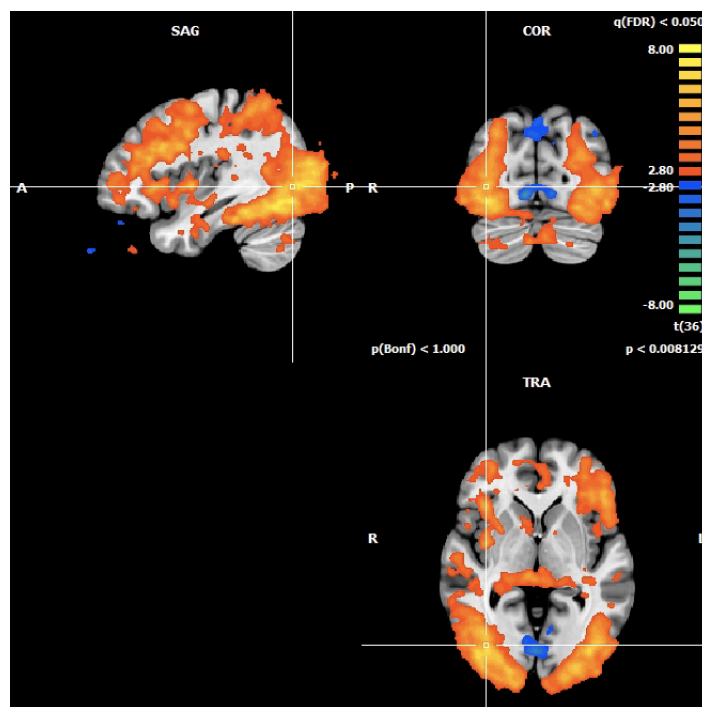 q(FDR) < 0.050
SAG
COR
8.00
2.80
-2.80
A
P
R
-8.00
t(36)
p(Bonf) < 1.000
p < 0.008129
TRA
R